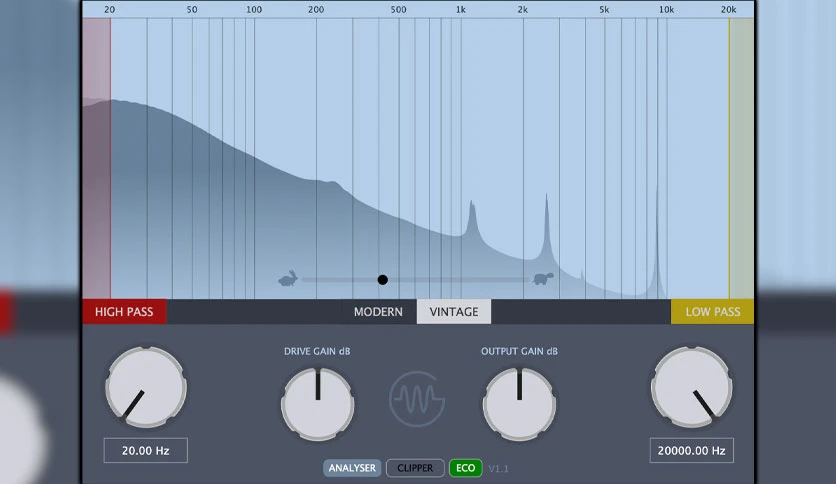 20 50 100 200 500 1k 2k 5k 10k 20k
HIGH PASS MODERN VINTAGE LOW PASS
DRIVE GAIN dB OUTPUT GAIN dB
20.00 Hz 20000.00 Hz
ANALYSER CLIPPER ECO V1.1